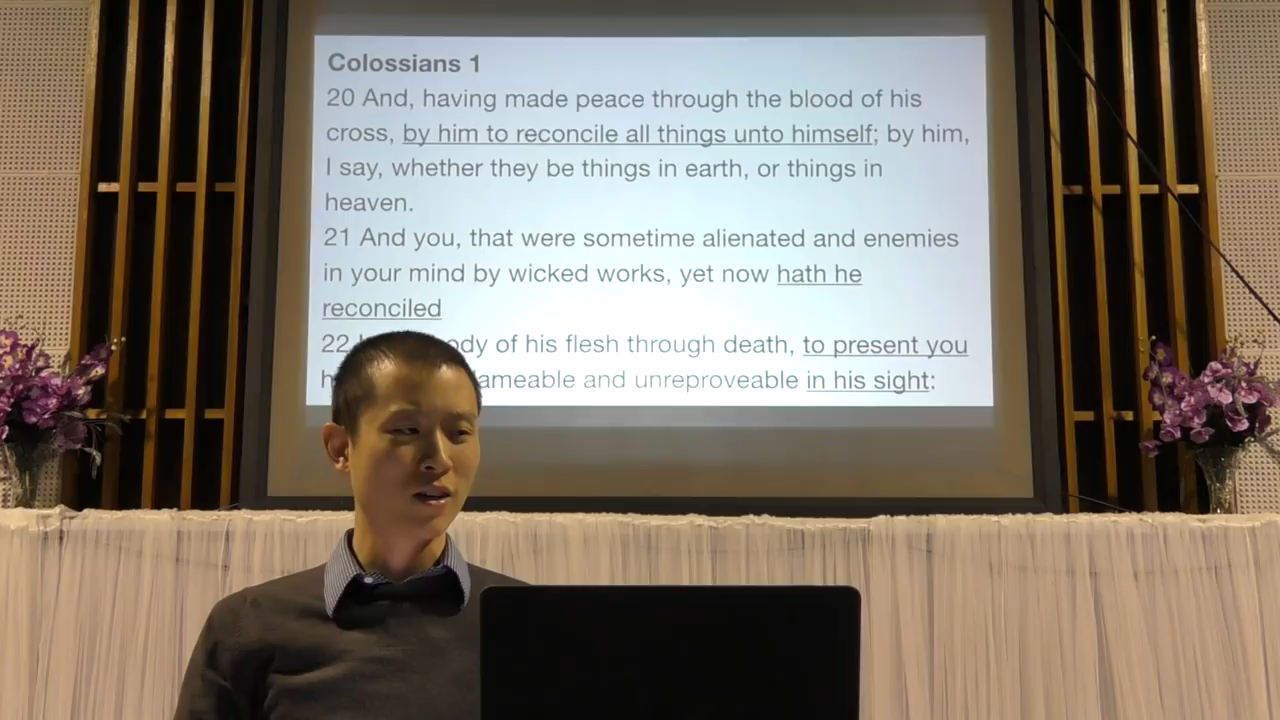 Colossians 1
20 And, having made peace through the blood of his
cross, by him to reconcile all things unto himself; by him,
I say, whether they be things in earth, or things in
heaven.
21 And you, that were sometime alienated and enemies
in your mind by wicked works, yet now hath he
reconciled
22 ody of his flesh through death, to present you
ameable and unreproveable in his sight: